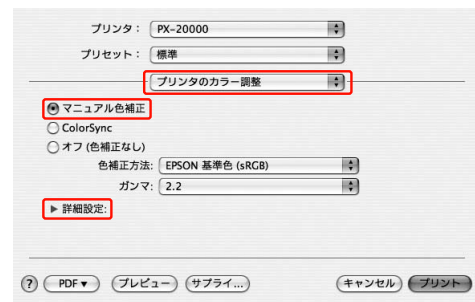 プリンタ： PX-20000
プリセット： 標準
プリンタのカラー調整
マニュアル色補正
ColorSync
オフ (色補正なし)
色補正方法: EPSON 基準色 (sRGB)
ガンマ: 2.2
▶ 詳細設定:
? PDF▼ プレビュー サプライ... キャンセル プリント